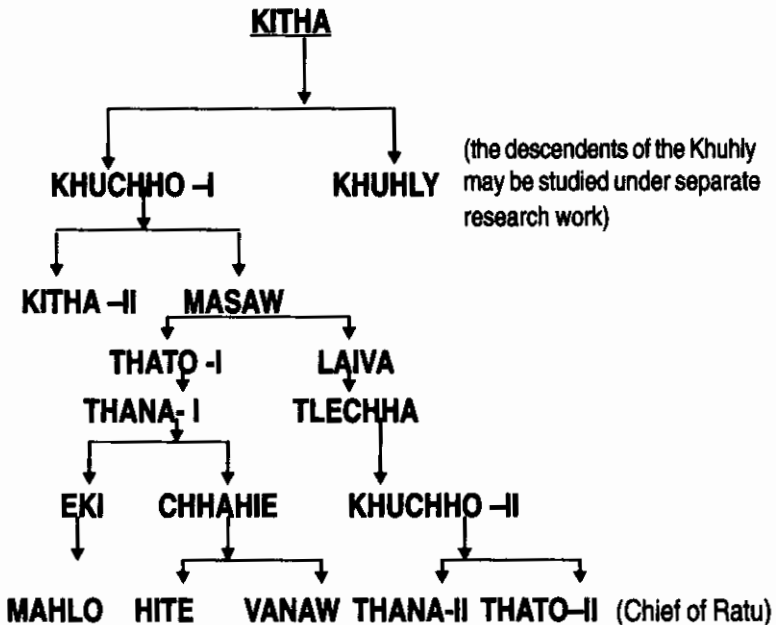 KITHA
(the descendents of the Khuhly
KHUCHHO –I KHUHLY may be studied under separate
research work)
KITHA –II MASAW
THATO -I LAIVA
THANA- I TLECHHA
EKI CHHAHIE KHUCHHO –II
MAHLO HITE VANAW THANA-II THATO–II (Chief of Ratu)